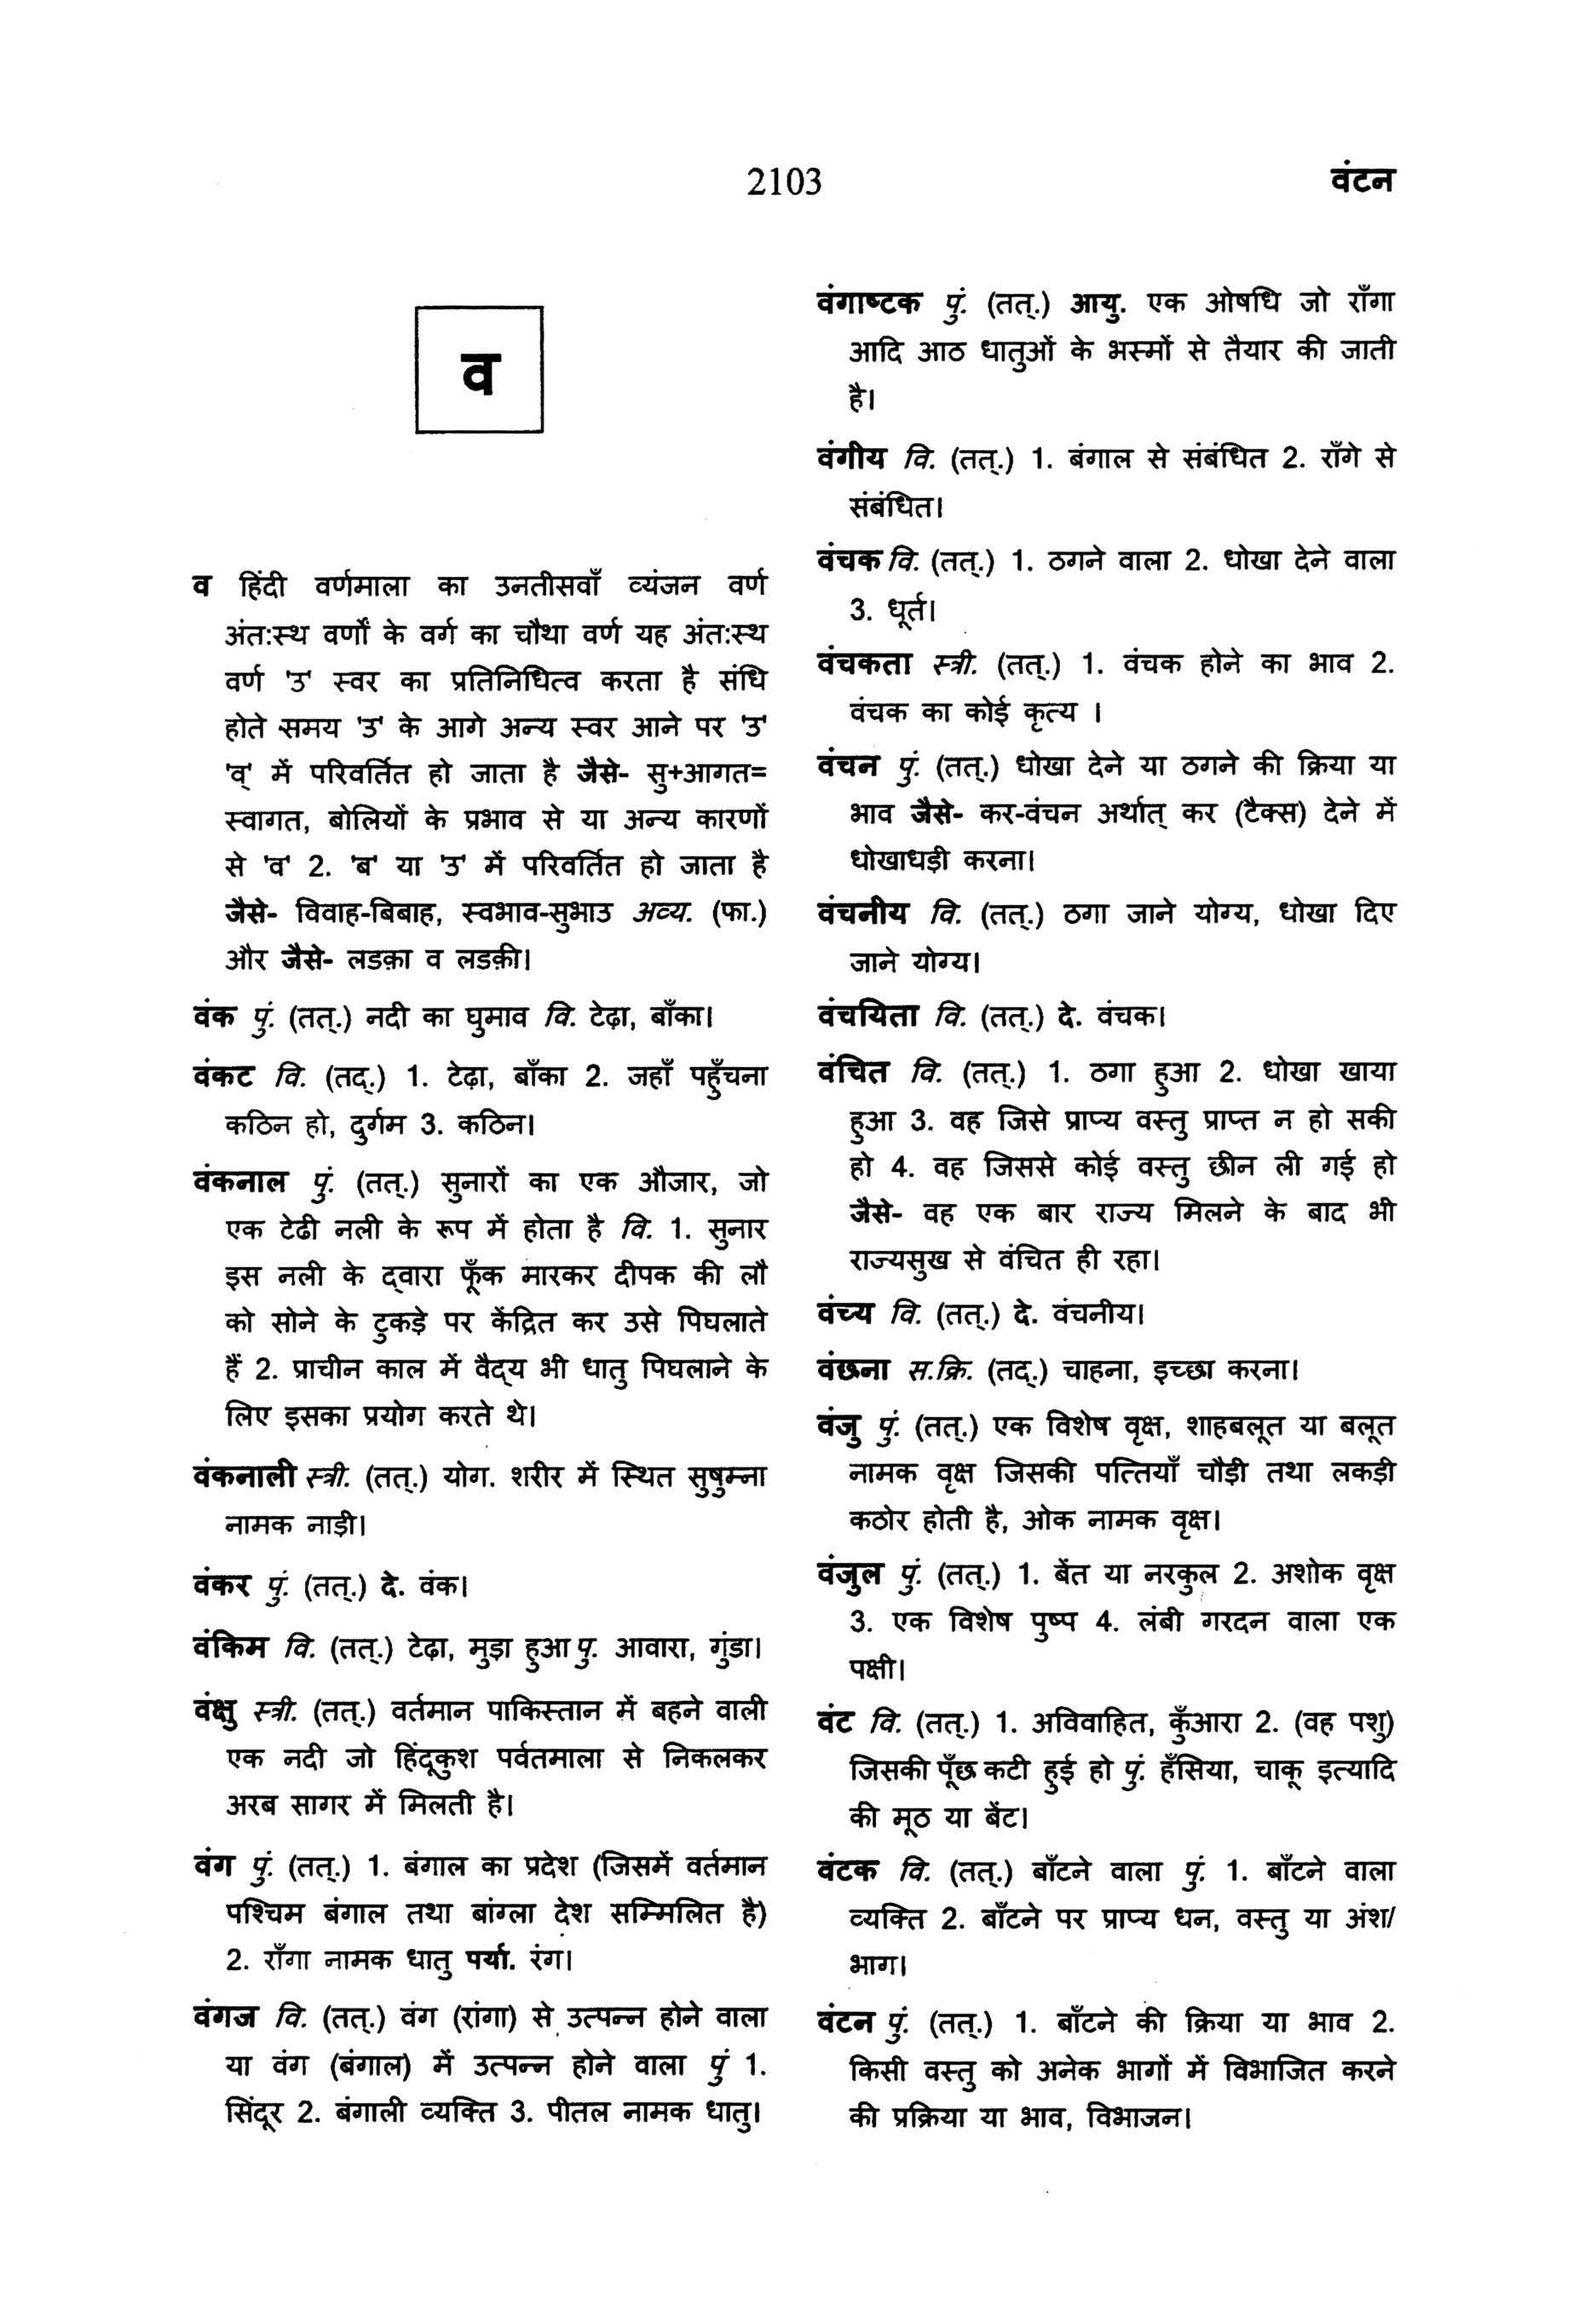 2103
वंटन
व
व हिंदी वर्णमाला का उनतीसवाँ व्यंजन वर्ण
अंत:स्थ वर्णों के वर्ग का चौथा वर्ण यह अंत:स्थ
वर्ण 'उ' स्वर का प्रतिनिधित्व करता है संधि
होते समय 'उ' के आगे अन्य स्वर आने पर 'उ'
'व्' में परिवर्तित हो जाता है जैसे- सु+आगत=
स्वागत, बोलियों के प्रभाव से या अन्य कारणों
से 'व' 2. 'ब' या 'उ' में परिवर्तित हो जाता है
जैसे- विवाह-बिबाह, स्वभाव-सुभाउ अव्य. (फा.)
और जैसे- लडक़ा व लडक़ी।
वंक पुं. (तत्.) नदी का घुमाव वि. टेढ़ा, बाँका।
वंकट वि. (तद्.) 1. टेढ़ा, बाँका 2. जहाँ पहुँचना
कठिन हो, दुर्गम 3. कठिन।
वंकनाल पुं. (तत्.) सुनारों का एक औजार, जो
एक टेढी नली के रूप में होता है वि. 1. सुनार
इस नली के द्वारा फूँक मारकर दीपक की लौ
को सोने के टुकड़े पर केंद्रित कर उसे पिघलाते
हैं 2. प्राचीन काल में वैद्य भी धातु पिघलाने के
लिए इसका प्रयोग करते थे।
वंकनाली स्त्री. (तत्.) योग. शरीर में स्थित सुषुम्ना
नामक नाड़ी।
वंकर पुं. (तत्.) दे. वंक।
वंकिम वि. (तत्.) टेढ़ा, मुड़ा हुआ पु. आवारा, गुंडा।
वंक्षु स्त्री. (तत्.) वर्तमान पाकिस्तान में बहने वाली
एक नदी जो हिंदूकुश पर्वतमाला से निकलकर
अरब सागर में मिलती है।
वंग पुं. (तत्.) 1. बंगाल का प्रदेश (जिसमें वर्तमान
पश्चिम बंगाल तथा बांग्ला देश सम्मिलित है)
2. राँगा नामक धातु पर्या. रंग।
वंगज वि. (तत्.) वंग (रांगा) से उत्पन्न होने वाला
या वंग (बंगाल) में उत्पन्न होने वाला पुं 1.
सिंदूर 2. बंगाली व्यक्ति 3. पीतल नामक धातु।
वंगाष्टक पुं. (तत्.) आयु. एक ओषधि जो राँगा
आदि आठ धातुओं के भस्मों से तैयार की जाती
है।
वंगीय वि. (तत्.) 1. बंगाल से संबंधित 2. राँगे से
संबंधित।
वंचक वि. (तत्.) 1. ठगने वाला 2. धोखा देने वाला
3. धूर्त।
वंचकता स्त्री. (तत्.) 1. वंचक होने का भाव 2.
वंचक का कोई कृत्य ।
वंचन पुं. (तत्.) धोखा देने या ठगने की क्रिया या
भाव जैसे- कर-वंचन अर्थात् कर (टैक्स) देने में
धोखाधड़ी करना।
वंचनीय वि. (तत्.) ठगा जाने योग्य, धोखा दिए
जाने योग्य।
वंचयिता वि. (तत्.) दे. वंचक।
वंचित वि. (तत्.) 1. ठगा हुआ 2. धोखा खाया
हुआ 3. वह जिसे प्राप्य वस्तु प्राप्त न हो सकी
हो 4. वह जिससे कोई वस्तु छीन ली गई हो
जैसे- वह एक बार राज्य मिलने के बाद भी
राज्यसुख से वंचित ही रहा।
वंच्य वि. (तत्.) दे. वंचनीय।
वंछना स.क्रि. (तद्.) चाहना, इच्छा करना।
वंजु पुं. (तत्.) एक विशेष वृक्ष, शाहबलूत या बलूत
नामक वृक्ष जिसकी पत्तियाँ चौड़ी तथा लकड़ी
कठोर होती है, ओक नामक वृक्ष।
वंजुल पुं. (तत्.) 1. बेंत या नरकुल 2. अशोक वृक्ष
3. एक विशेष पुष्प 4. लंबी गरदन वाला एक
पक्षी।
वंट वि. (तत्.) 1. अविवाहित, कुँआरा 2. (वह पशु)
जिसकी पूँछ कटी हुई हो पुं. हँसिया, चाकू इत्यादि
की मूठ या बेंट।
वंटक वि. (तत्.) बाँटने वाला पुं. 1. बाँटने वाला
व्यक्ति 2. बाँटने पर प्राप्य धन, वस्तु या अंश/
भाग।
वंटन पुं. (तत्.) 1. बाँटने की क्रिया या भाव 2.
किसी वस्तु को अनेक भागों में विभाजित करने
की प्रक्रिया या भाव, विभाजन।